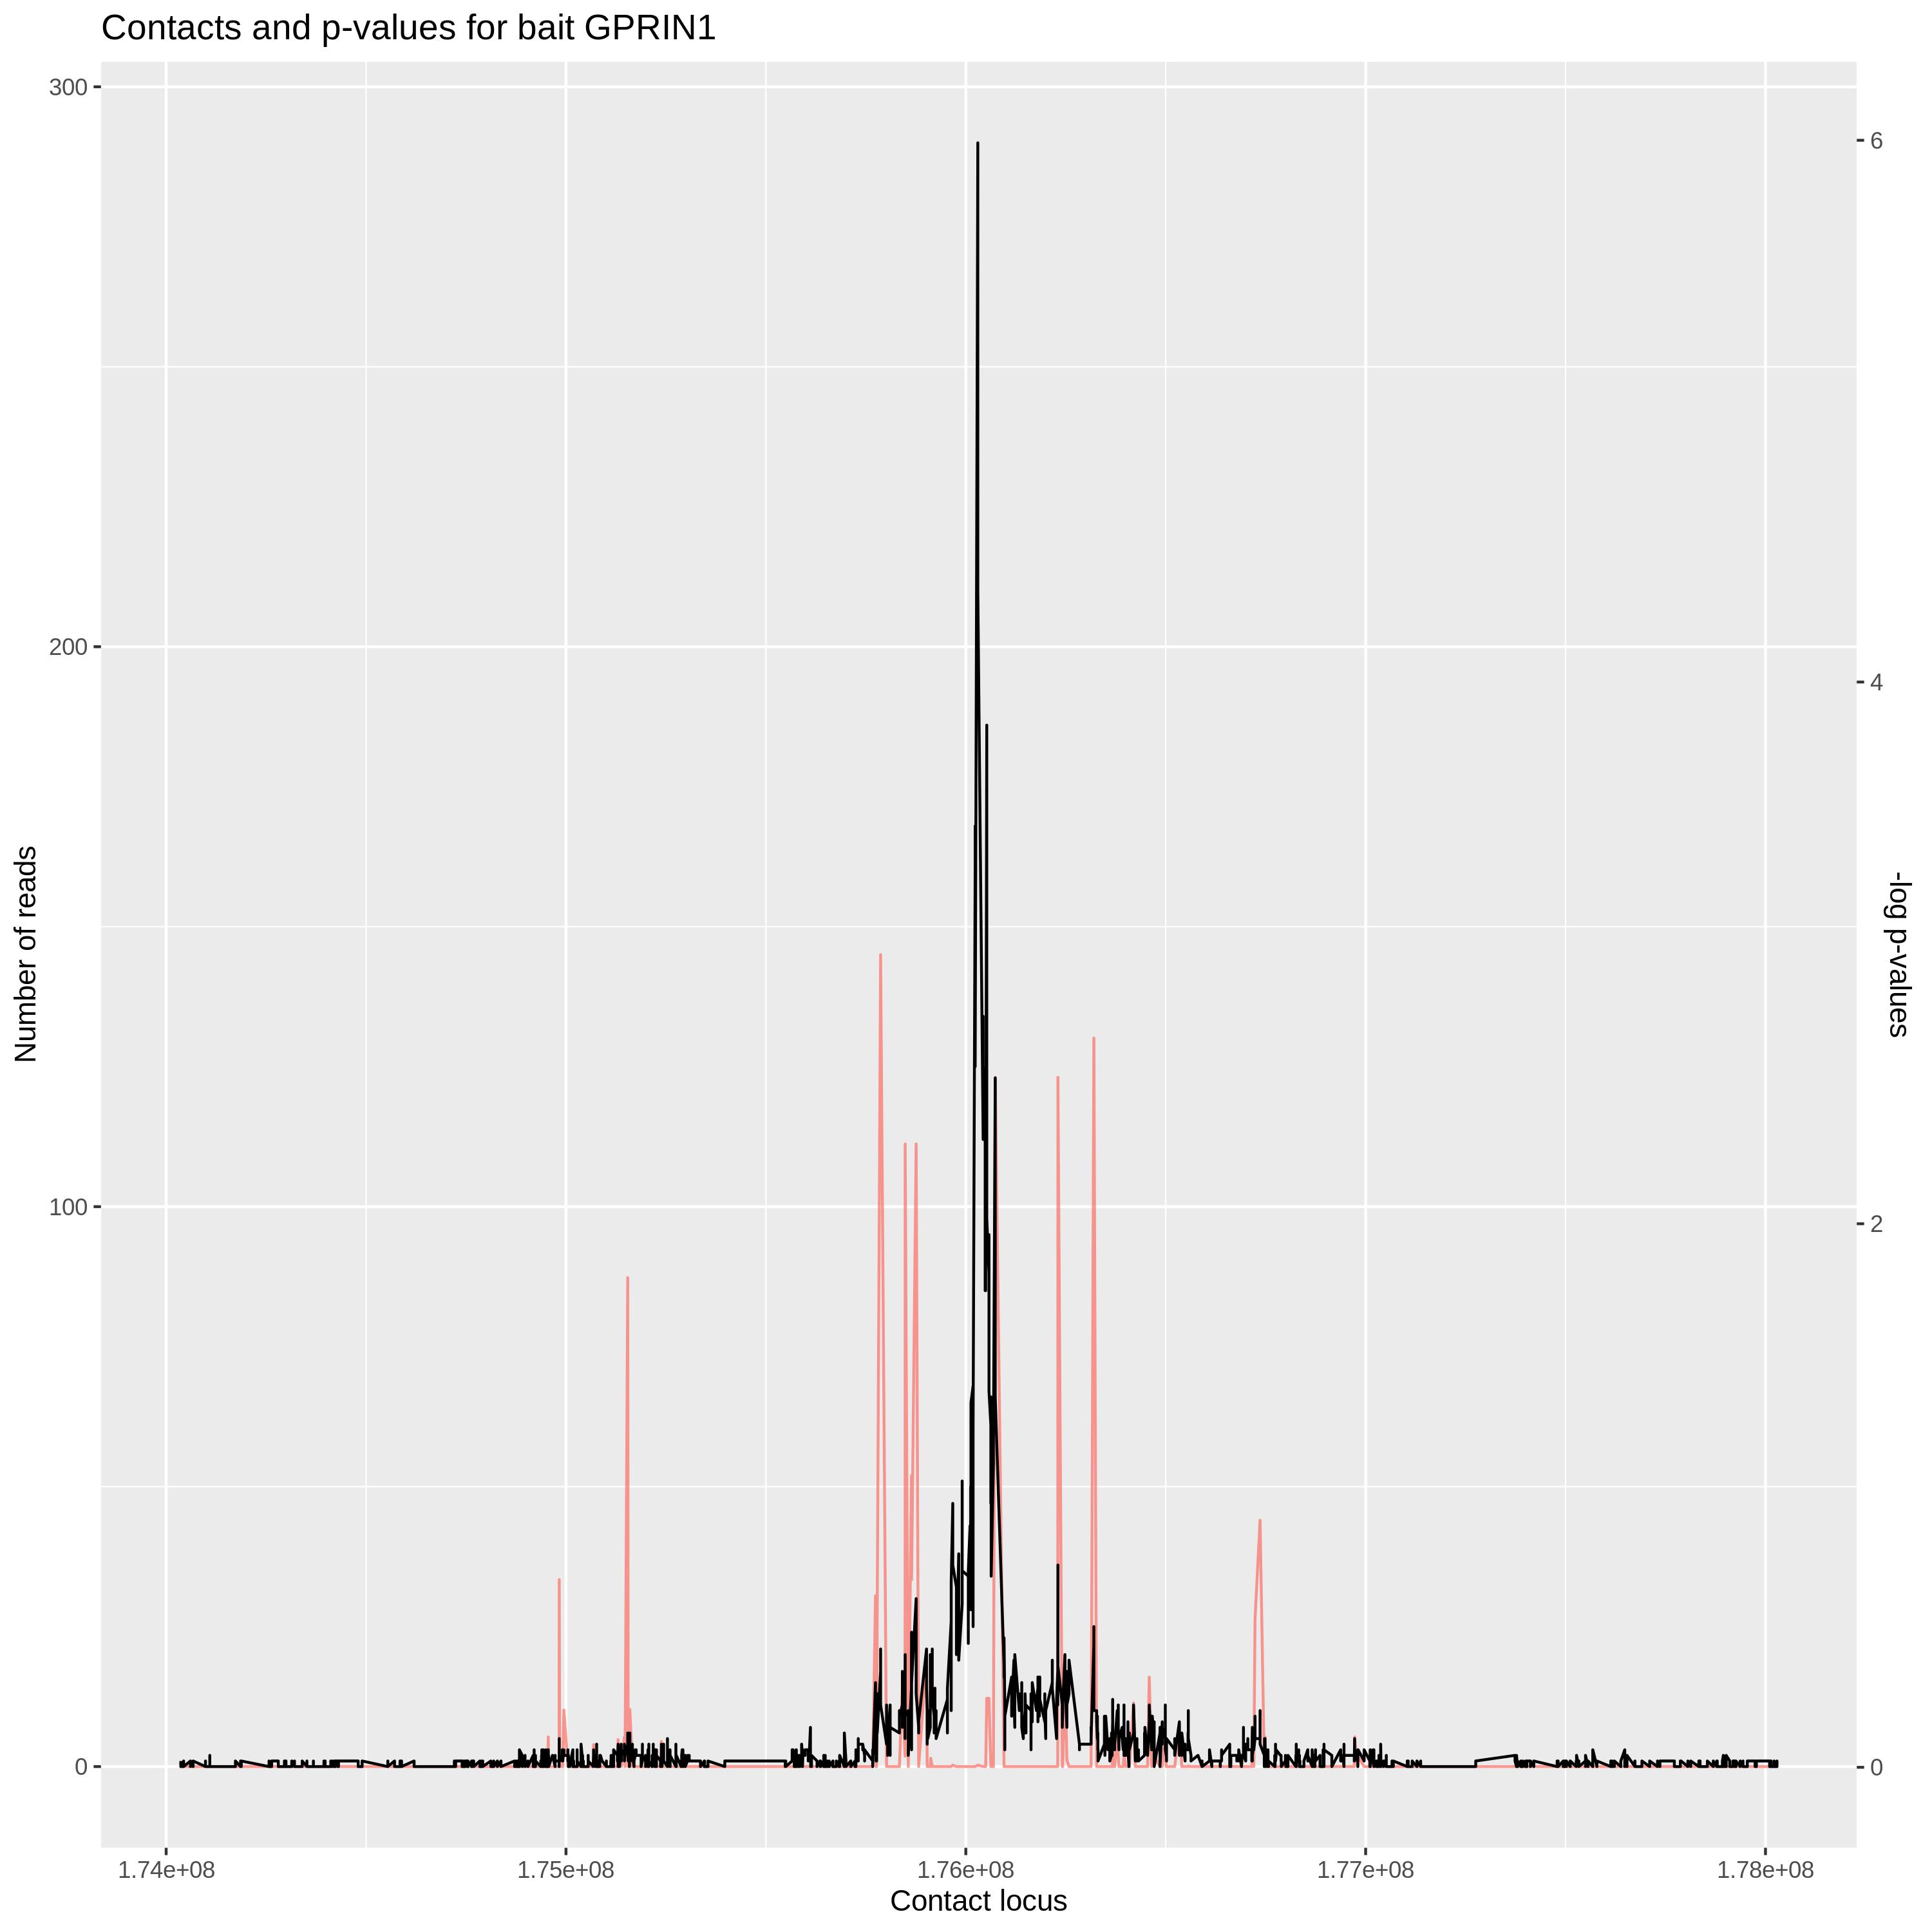 Contacts and p-values for bait GPRIN1
300
200
100
0
Number of reads
6
4
2
0
-log p-values
1.74e+08
1.75e+08
1.76e+08
1.77e+08
1.78e+08
Contact locus